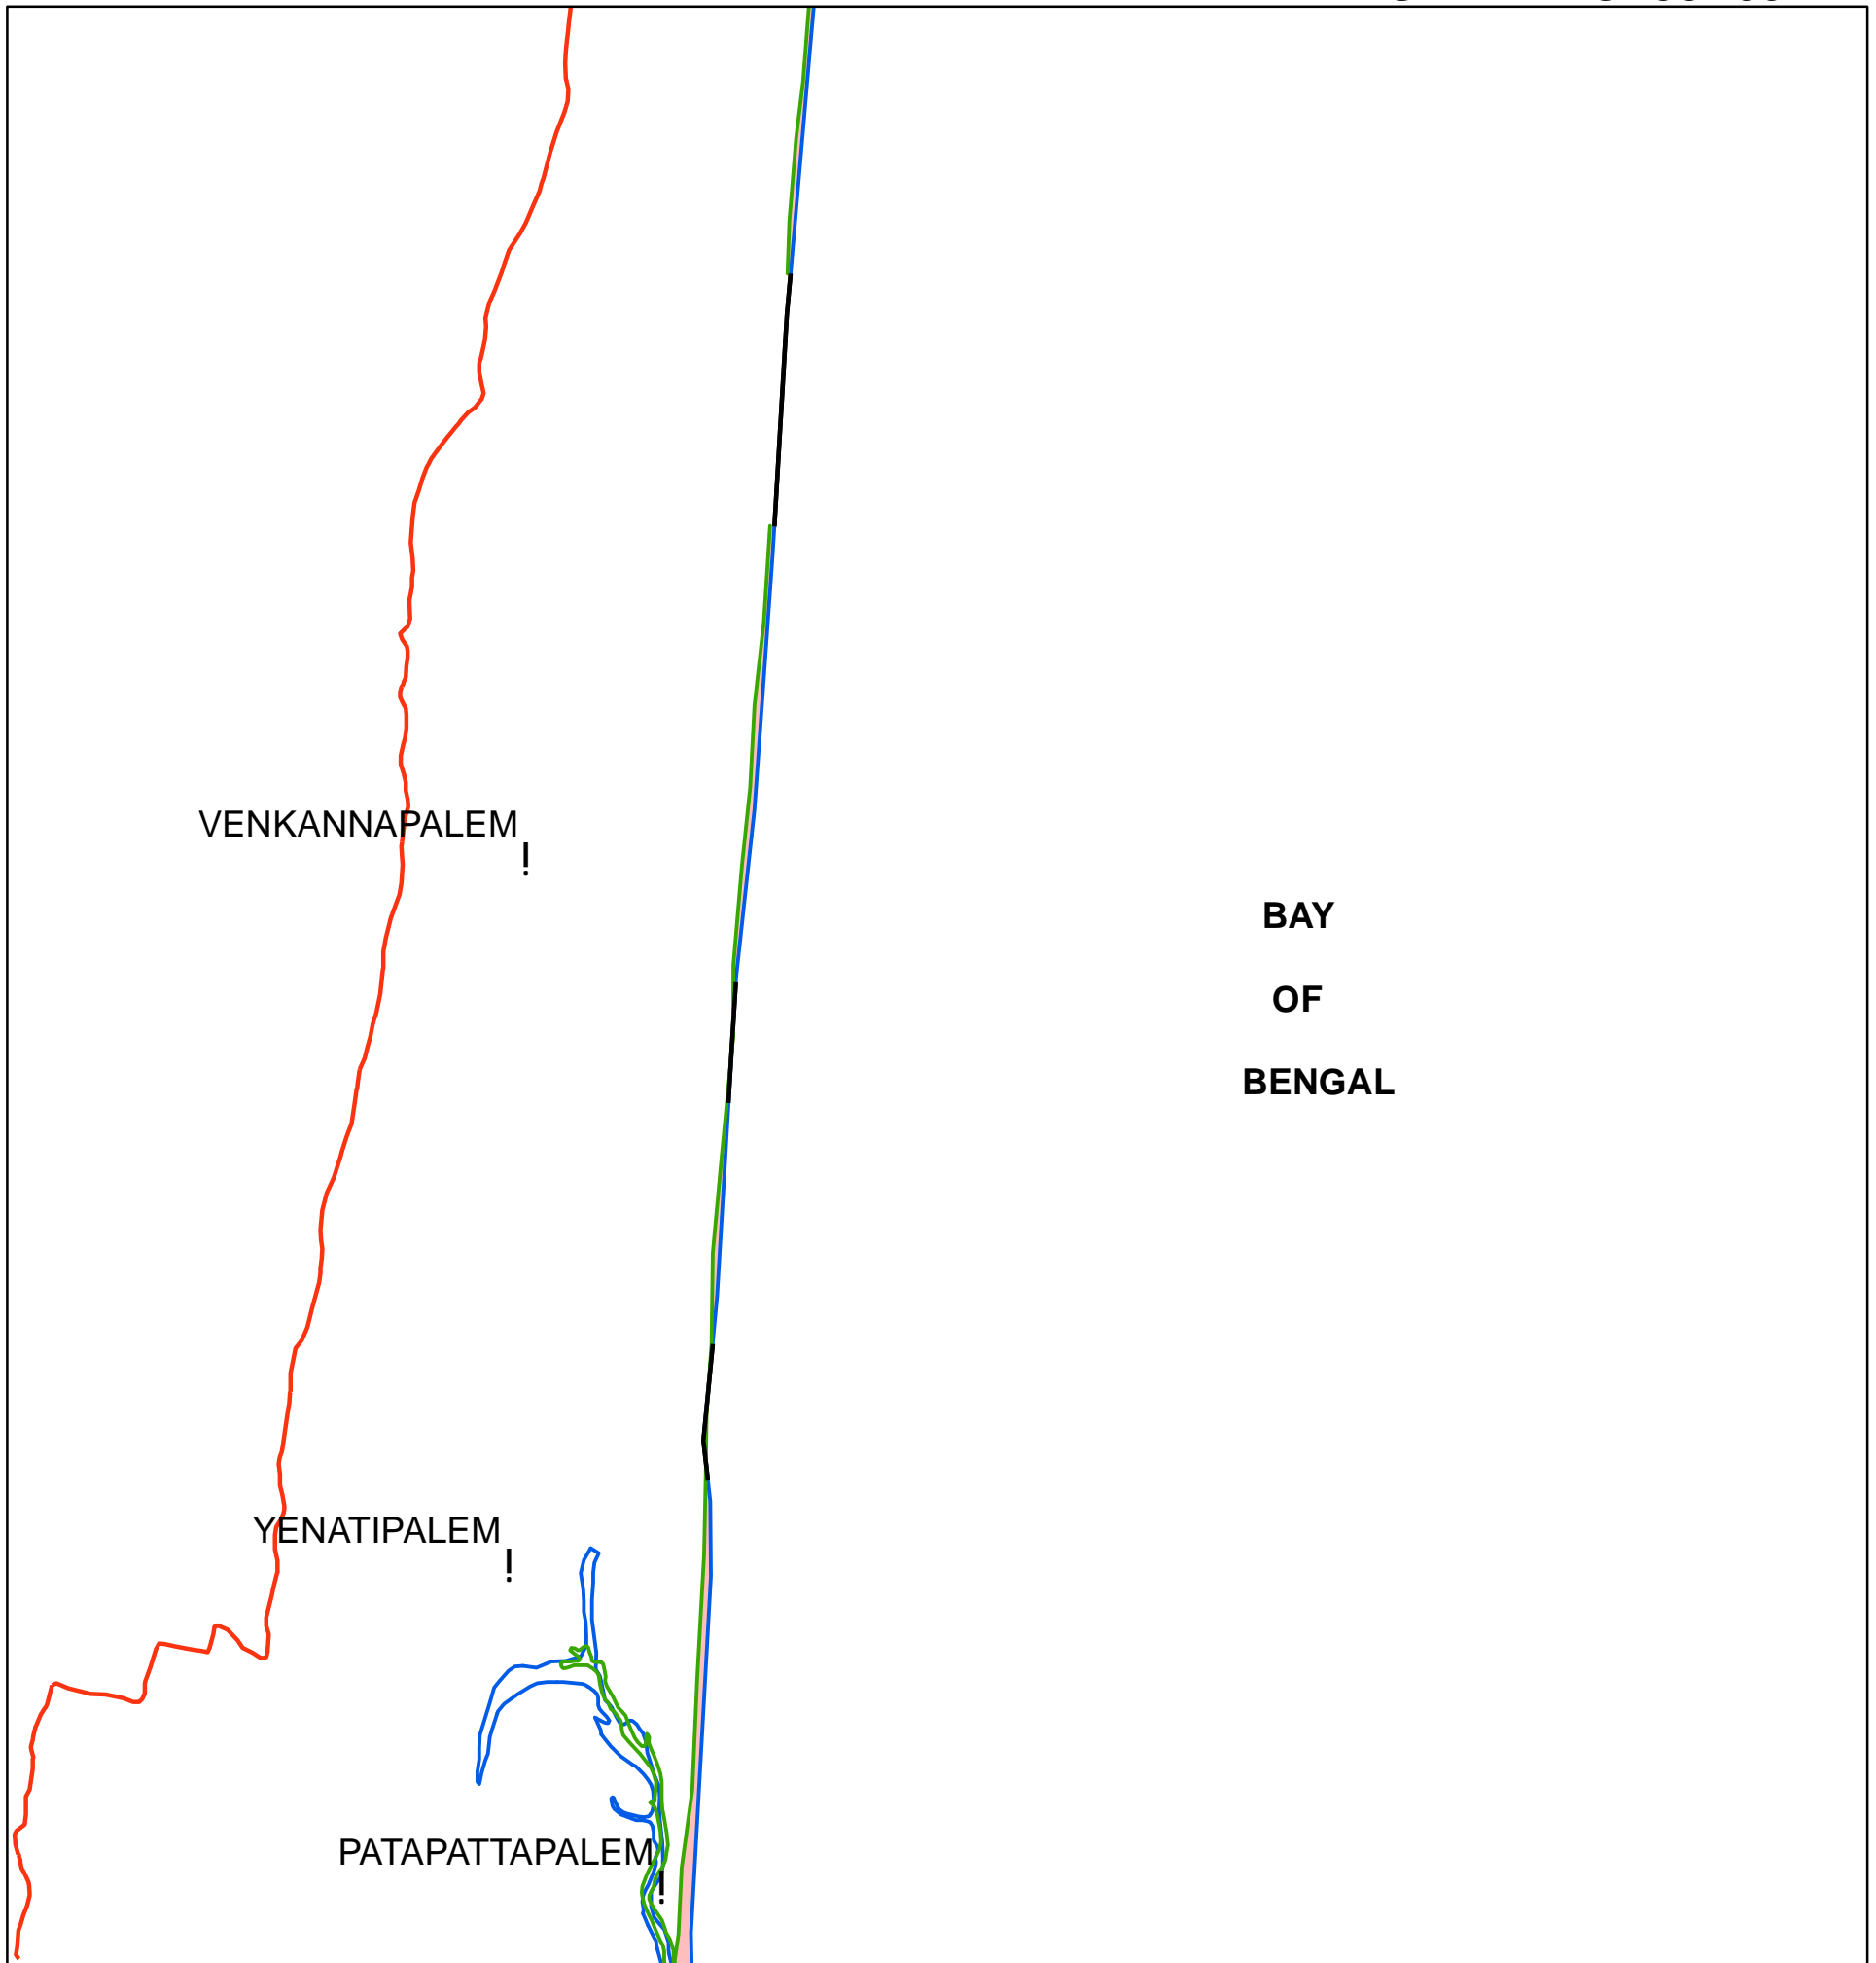 VENKANNAPALEM
!
BAY
OF
BENGAL
YENATIPALEM
!
PATAPATTAPALEM
!